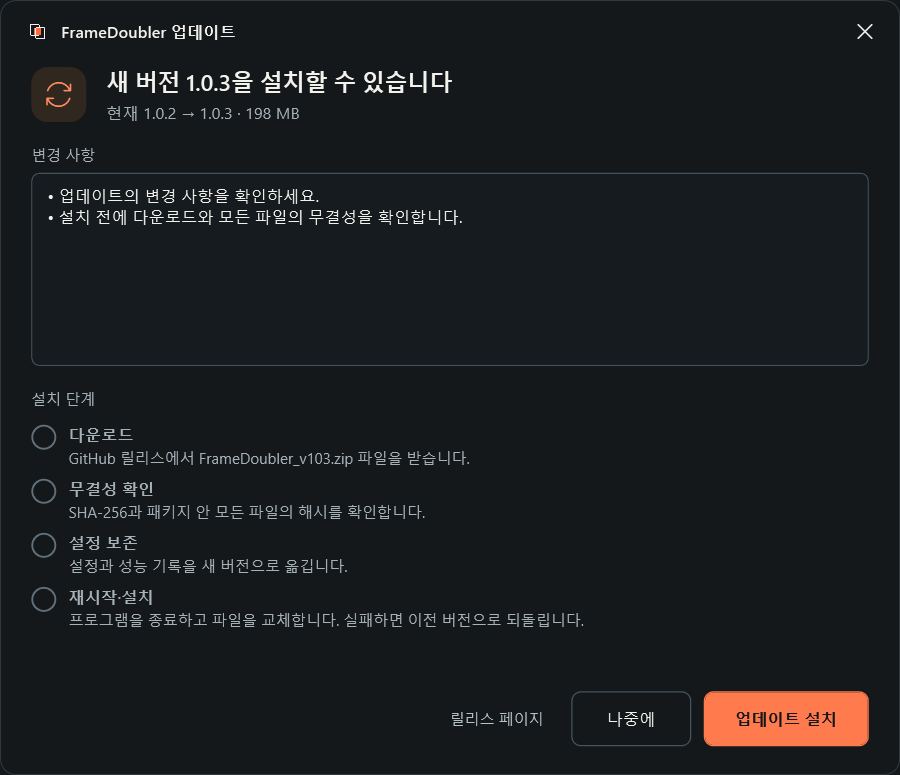 FrameDoubler 업데이트
새 버전 1.0.3을 설치할 수 있습니다
현재 1.0.2 → 1.0.3 · 198 MB
변경 사항
• 업데이트의 변경 사항을 확인하세요.
• 설치 전에 다운로드와 모든 파일의 무결성을 확인합니다.
설치 단계
다운로드
GitHub 릴리스에서 FrameDoubler_v103.zip 파일을 받습니다.
무결성 확인
SHA-256과 패키지 안 모든 파일의 해시를 확인합니다.
설정 보존
설정과 성능 기록을 새 버전으로 옮깁니다.
재시작·설치
프로그램을 종료하고 파일을 교체합니다. 실패하면 이전 버전으로 되돌립니다.
릴리스 페이지
나중에
업데이트 설치